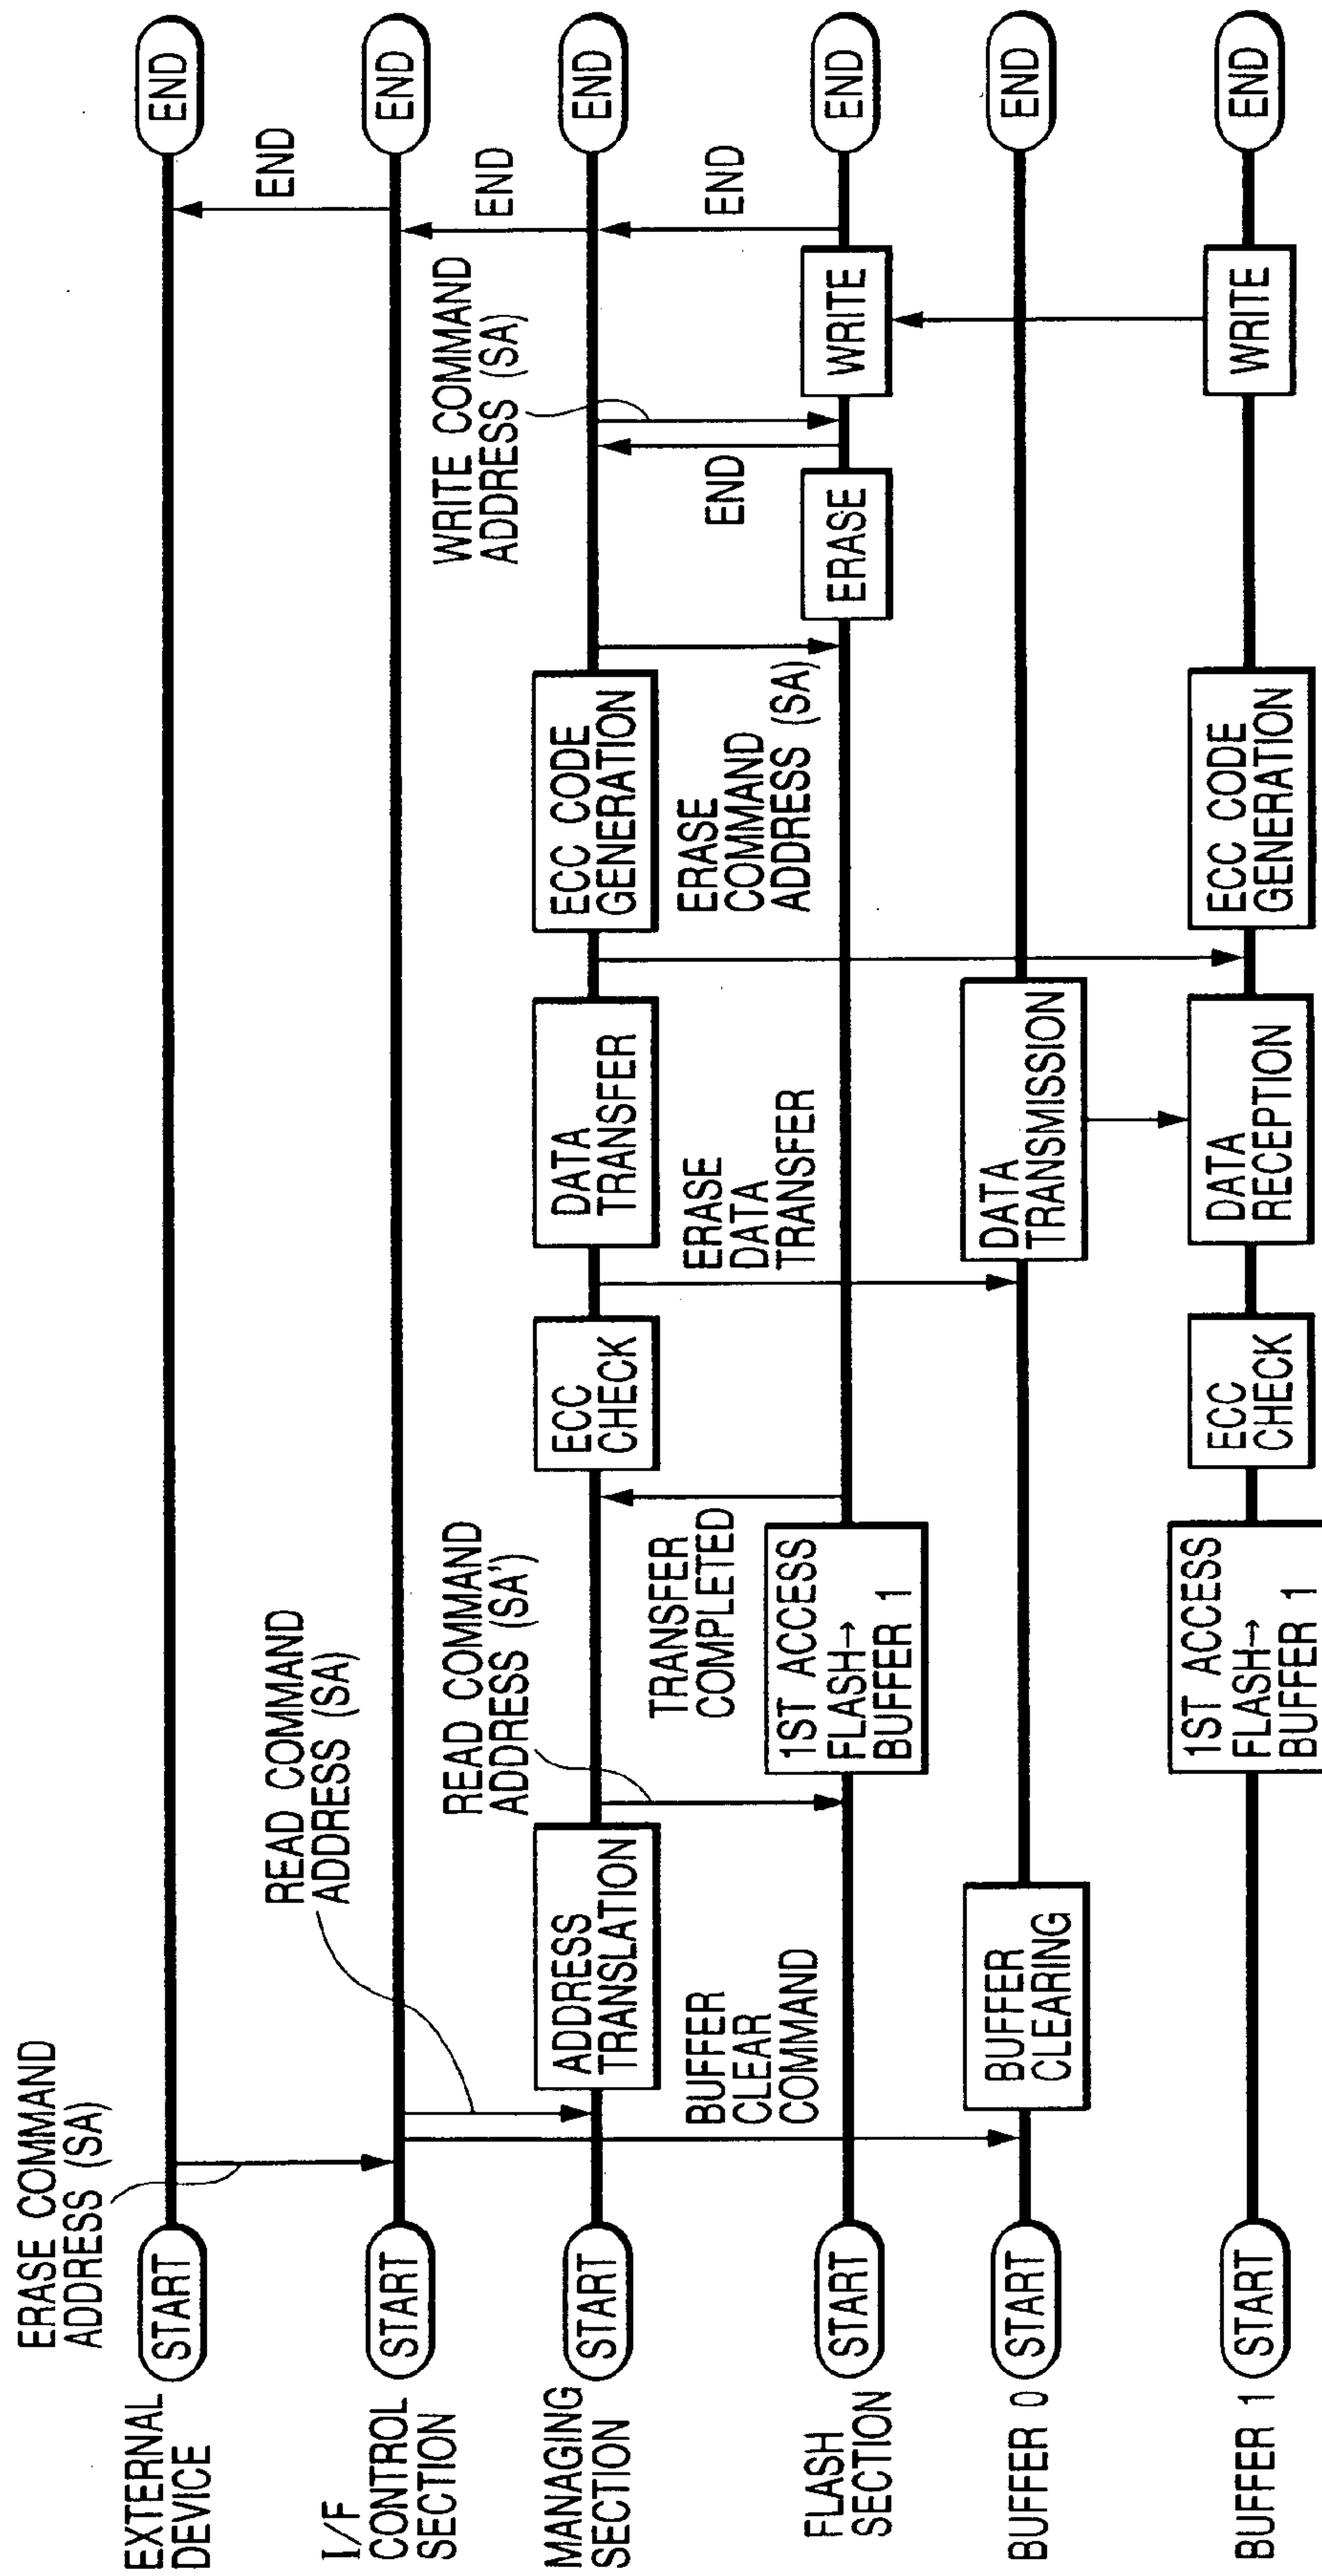 EXTERNAL
DEVICE
START
ERASE COMMAND
ADDRESS (SA)
END
END
I/F
CONTROL
SECTION
START
READ COMMAND
ADDRESS (SA)
END
END
MANAGING
SECTION
START
ADDRESS
TRANSLATION
READ COMMAND
ADDRESS (SA')
ECC
CHECK
DATA
TRANSFER
ECC CODE
GENERATION
WRITE COMMAND
ADDRESS (SA)
END
BUFFER
CLEAR
COMMAND
TRANSFER
COMPLETED
ERASE
DATA
TRANSFER
ERASE
COMMAND
ADDRESS (SA)
END
END
FLASH
SECTION
START
1ST ACCESS
FLASH→
BUFFER 1
ERASE
WRITE
END
BUFFER 0
START
BUFFER
CLEARING
DATA
TRANSMISSION
END
BUFFER 1
START
1ST ACCESS
FLASH→
BUFFER 1
ECC
CHECK
DATA
RECEPTION
ECC CODE
GENERATION
WRITE
END